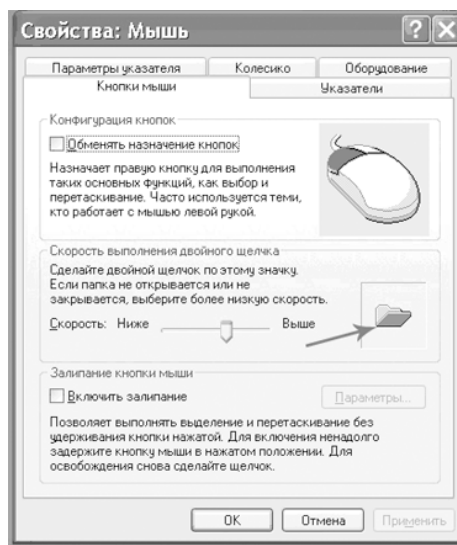 Свойства: Мышь
Параметры указателя Колесико Оборудование
Кнопки мыши Указатели
Конфигурация кнопок
Обменять назначение кнопок
Назначает правую кнопку для выполнения
таких основных функций, как выбор и
перетаскивание. Часто используется теми,
кто работает с мышью левой рукой.
Скорость выполнения двойного щелчка
Сделайте двойной щелчок по этому значку.
Если папка не открывается или не
закрывается, выберите более низкую скорость.
Скорость: Ниже Выше
Залипание кнопки мыши
Включить залипание Параметры...
Позволяет выполнять выделение и перетаскивание без
удерживания кнопки нажатой. Для включения ненадолго
задержите кнопку мыши в нажатом положении. Для
освобождения снова сделайте щелчок.
OK Отмена Применить